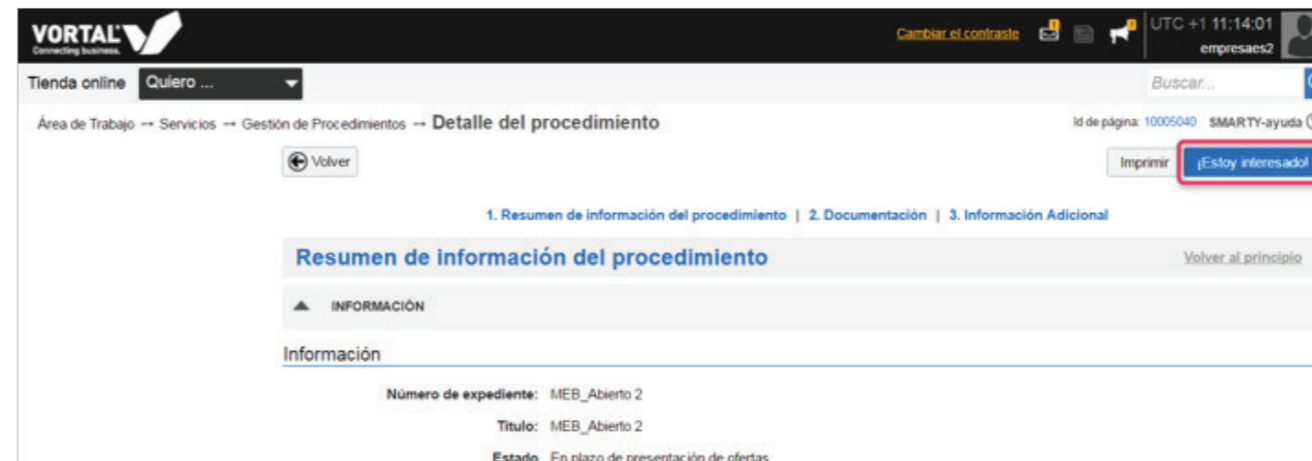 VORTAL
Connecting business.
Cambiar el contraste
UTC +1 11:14:01
empresaes2
Tienda online Quiero ...
Buscar...
Área de Trabajo → Servicios → Gestión de Procedimientos → Detalle del procedimiento
Id de página: 10005040 SMARTY-ayuda
Volver
Imprimir ¡Estoy interesado!
1. Resumen de información del procedimiento | 2. Documentación | 3. Información Adicional
Resumen de información del procedimiento
Volver al principio
INFORMACIÓN
Información
Número de expediente: MEB_Abierto 2
Titulo: MEB_Abierto 2
Estado En plazo de presentación de ofertas